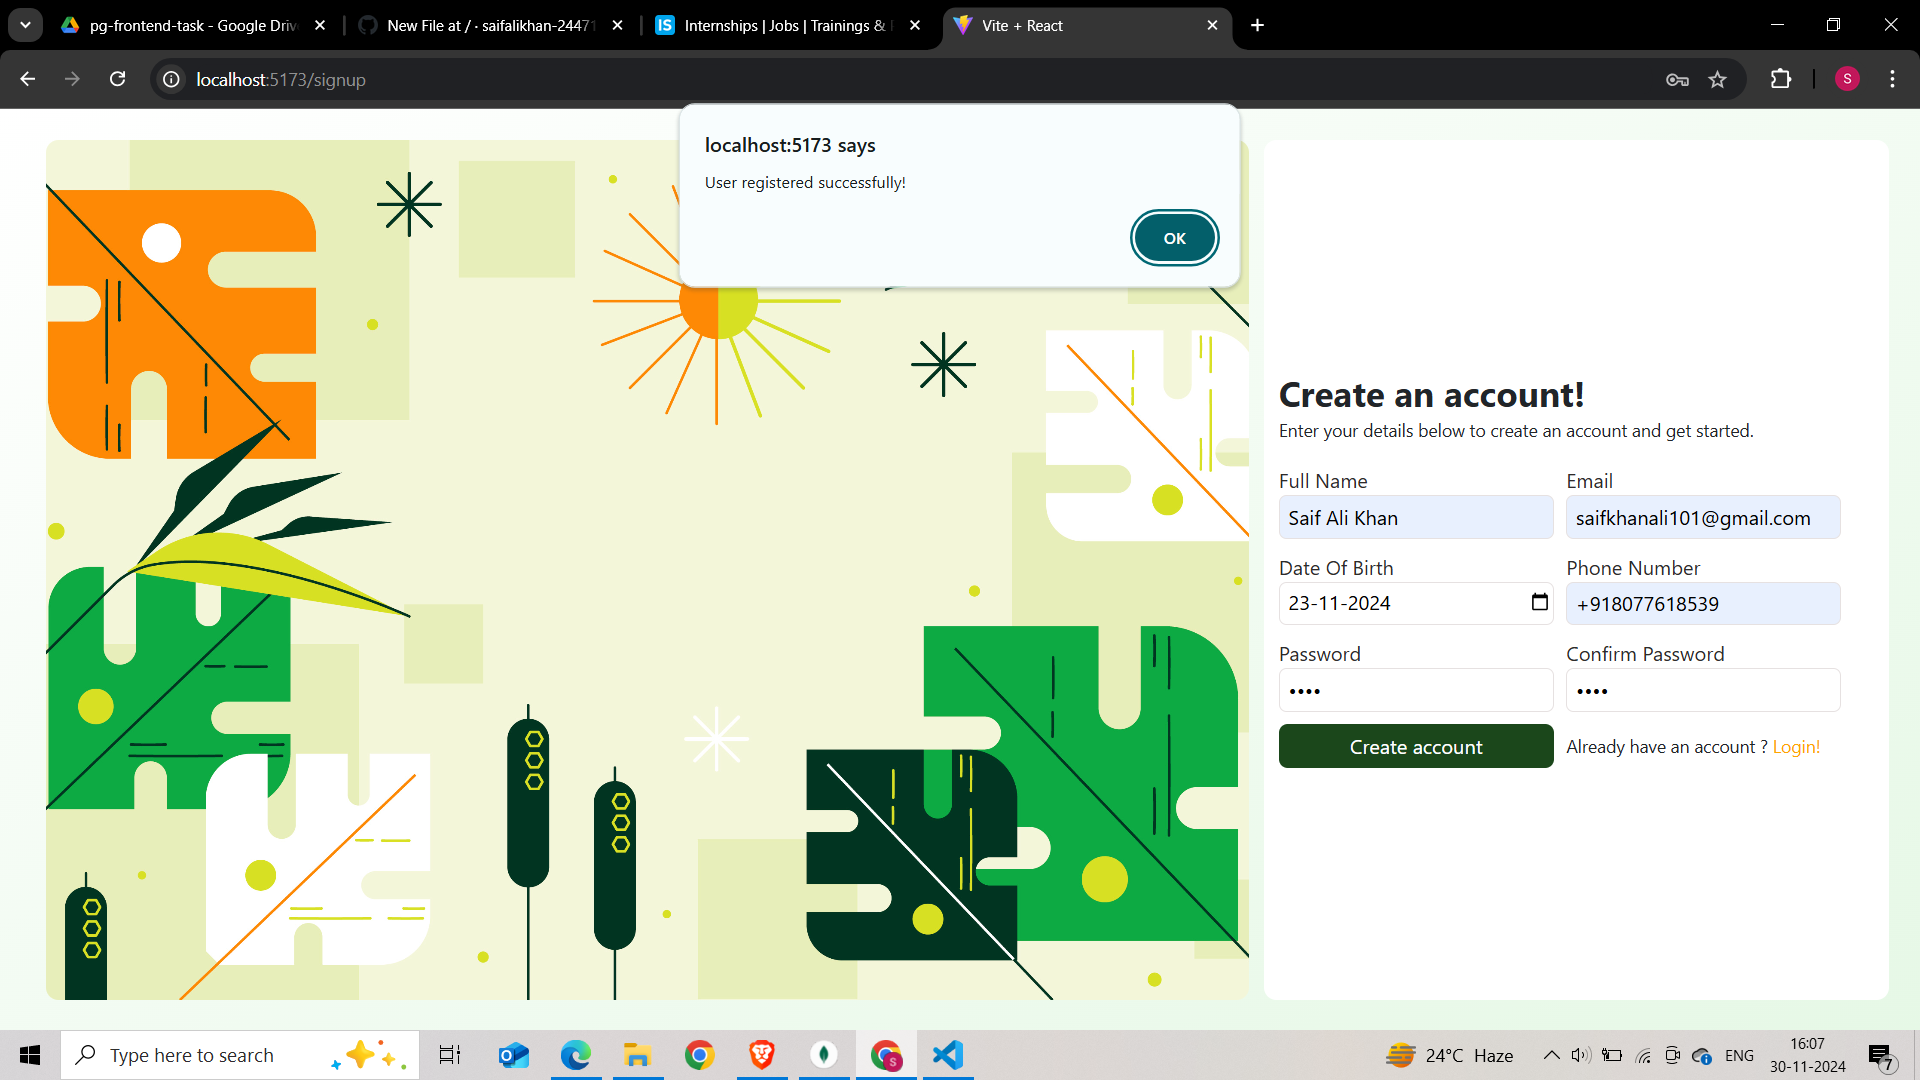 pg-frontend-task - Google Driv
New File at / · saifalikhan-24471
Internships | Jobs | Trainings &
Vite + React
localhost:5173/signup
S
localhost:5173 says
User registered successfully!
OK
Create an account!
Enter your details below to create an account and get started.
Full Name
Email
Saif Ali Khan
saifkhanali101@gmail.com
Date Of Birth
Phone Number
23-11-2024
+918077618539
Password
Confirm Password
••••
••••
Create account
Already have an account ? Login!
Type here to search
24°C Haze
ENG
16:07
30-11-2024
7